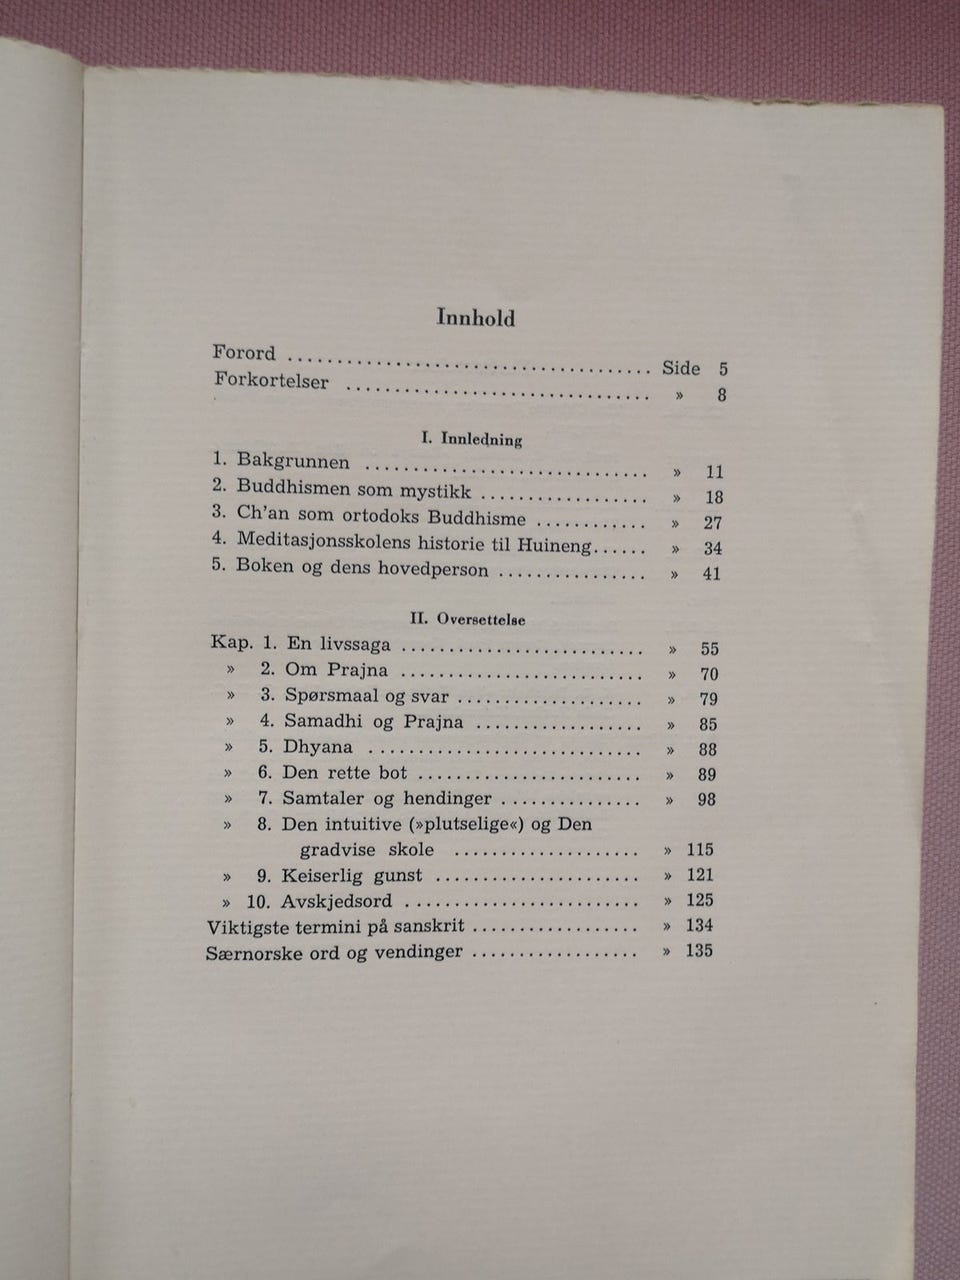 Innhold
Forord ........................................ Side 5
Forkortelser ................................ » 8
I. Innledning
1. Bakgrunnen .............................. » 11
2. Buddhismen som mystikk .................. » 18
3. Ch'an som ortodoks Buddhisme ............ » 27
4. Meditasjonsskolens historie til Huineng...... » 34
5. Boken og dens hovedperson ................ » 41
II. Oversettelse
Kap. 1. En livssaga .......................... » 55
» 2. Om Prajna .......................... » 70
» 3. Spørsmaal og svar .................... » 79
» 4. Samadhi og Prajna .................. » 85
» 5. Dhyana ............................. » 88
» 6. Den rette bot ........................ » 89
» 7. Samtaler og hendinger ............... » 98
» 8. Den intuitive (»plutselige«) og Den
gradvise skole .................... » 115
» 9. Keiserlig gunst ...................... » 121
» 10. Avskjedsord ......................... » 125
Viktigste termini på sanskrit .................. » 134
Særnorske ord og vendinger .................. » 135